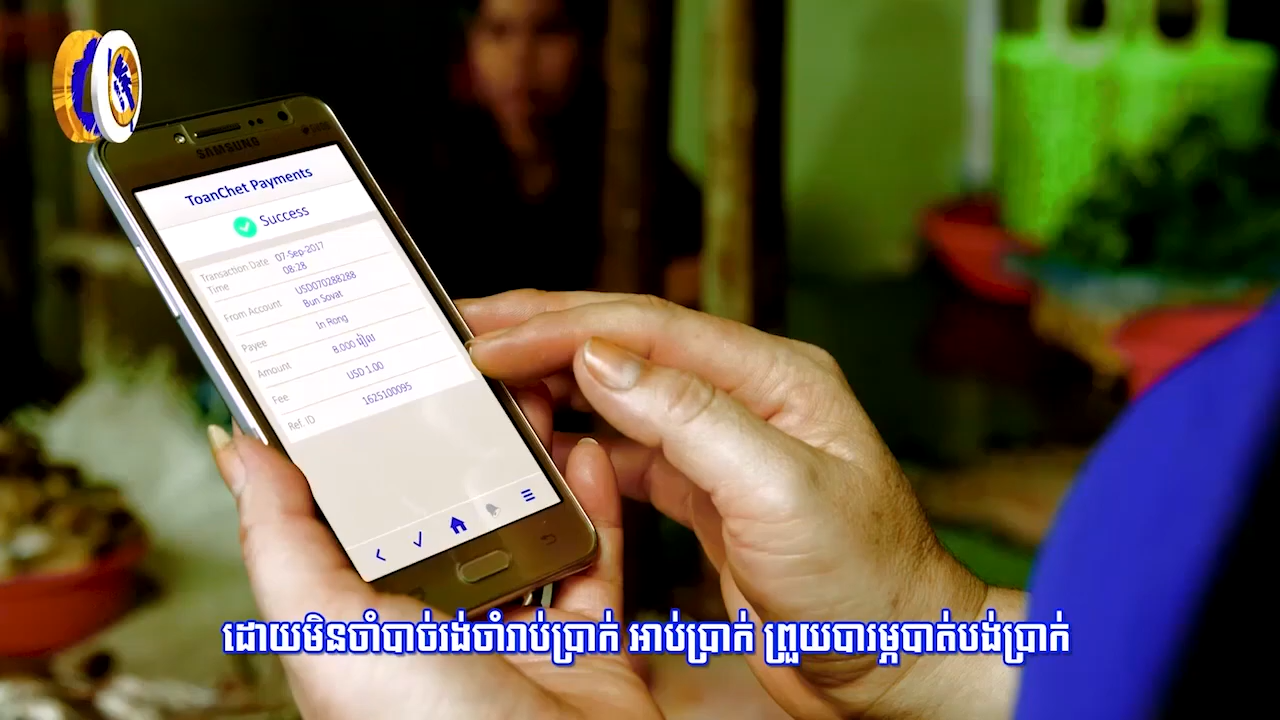 SAMSUNG
ToanChet Payments
Success
Transaction Date Time 07-Sep-2017 08:28
From Account USD070288288 Bun Sovat
Payee In Rong
Amount 8.000 រៀល
Fee USD 1.00
Ref. ID 1625100095
ដោយមិនចាំបាច់រង់ចាំរាប់ប្រាក់ អាប់ប្រាក់ ព្រួយបារម្ភបាត់បង់ប្រាក់